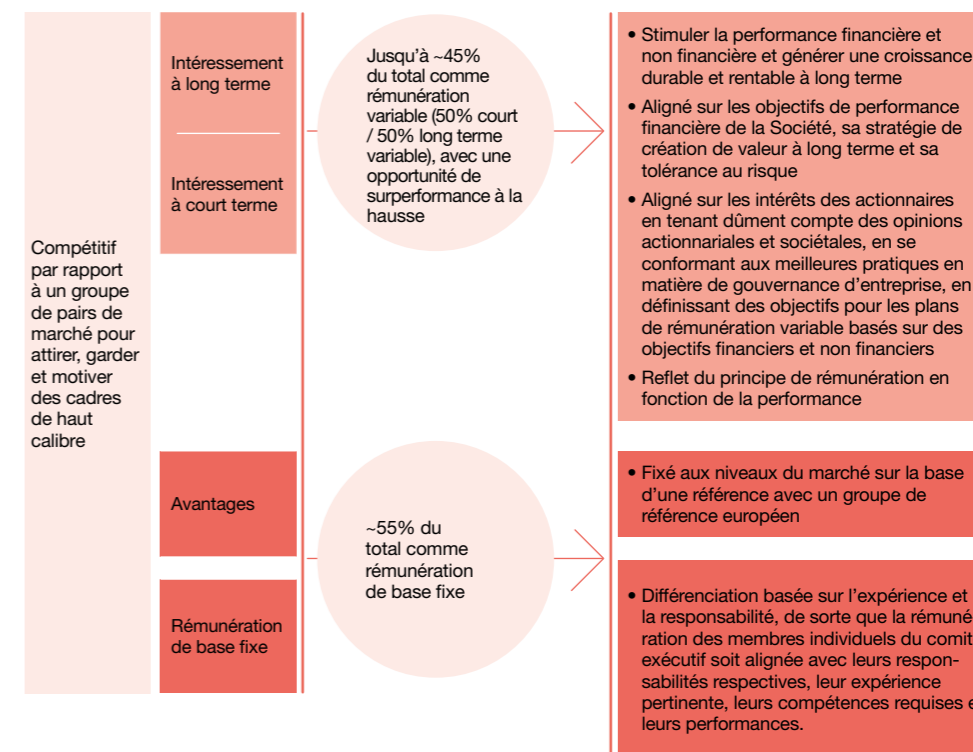 Compétitif
par rapport
à un groupe
de pairs de
marché pour
attirer, garder
et motiver
des cadres
de haut
calibre
Intéressement
à long terme
Intéressement
à court terme
Jusqu'à ~45%
du total comme
rémunération
variable (50% court
/ 50% long terme
variable), avec une
opportunité de
surperformance à la
hausse
• Stimuler la performance financière et
non financière et générer une croissance
durable et rentable à long terme
• Aligné sur les objectifs de performance
financière de la Société, sa stratégie de
création de valeur à long terme et sa
tolérance au risque
• Aligné sur les intérêts des actionnaires
en tenant dûment compte des opinions
actionnariales et sociétales, en se
conformant aux meilleures pratiques en
matière de gouvernance d'entreprise, en
définissant des objectifs pour les plans
de rémunération variable basés sur des
objectifs financiers et non financiers
• Reflet du principe de rémunération en
fonction de la performance
Avantages
Rémunération
de base fixe
~55% du
total comme
rémunération
de base fixe
• Fixé aux niveaux du marché sur la base
d'une référence avec un groupe de
référence européen
• Différenciation basée sur l'expérience et
la responsabilité, de sorte que la rémuné
ration des membres individuels du comit
exécutif soit alignée avec leurs respon-
sabilités respectives, leur expérience
pertinente, leurs compétences requises
leurs performances.